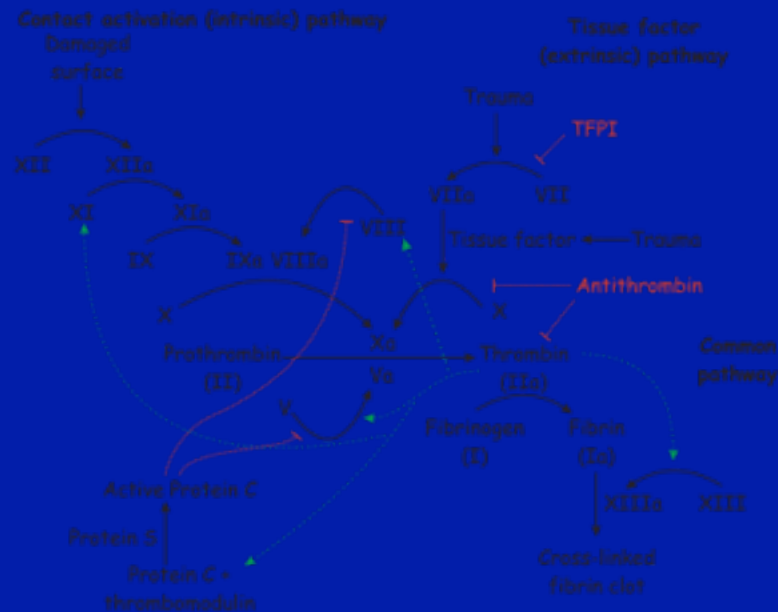 Contact activation (intrinsic) pathway
Damaged
surface
Tissue factor
(extrinsic) pathway
Trauma
TFPI
XII
XIIa
VIIa
VII
XI
XIa
VIII
Tissue factor
Trauma
IX
IXa VIIIa
Antithrombin
X
X
Xa
Prothrombin
(II)
Thrombin
(IIa)
Common
pathway
Va
V
Fibrinogen
(I)
Fibrin
(Ia)
Active Protein C
XIIIa
XIII
Protein S
Cross-linked
fibrin clot
Protein C +
thrombomodulin